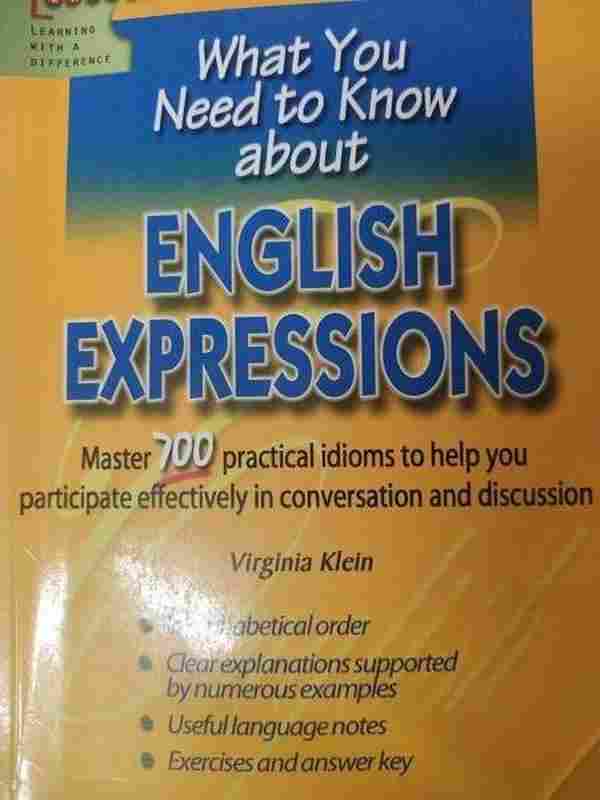 LEARNING
WITH A
DIFFERENCE
What You
Need to Know
about
ENGLISH
EXPRESSIONS
Master 700 practical idioms to help you
participate effectively in conversation and discussion
Virginia Klein
order
Clear explanations supported
by numerous examples
Useful language notes
Exercises and answer key